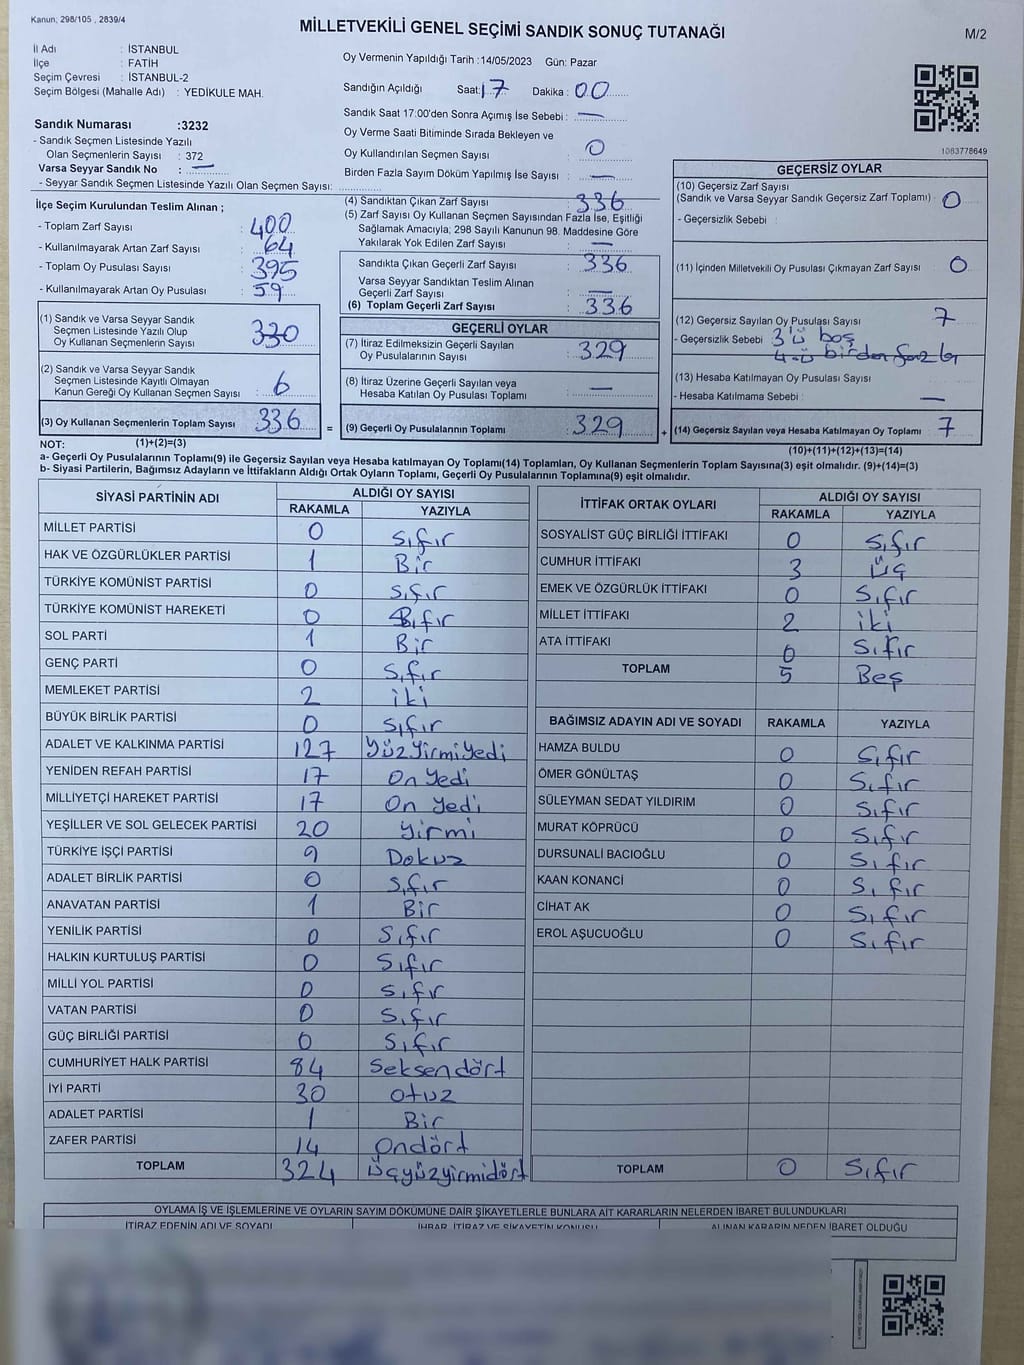 Kanun; 298/105 , 2839/4
MİLLETVEKİLİ GENEL SEÇİMİ SANDIK SONUÇ TUTANAĞI
M/2
İl Adı : İSTANBUL
İlçe : FATİH
Seçim Çevresi : İSTANBUL-2
Seçim Bölgesi (Mahalle Adı) : YEDİKULE MAH.
Oy Vermenin Yapıldığı Tarih :14/05/2023 Gün: Pazar
Sandığın Açıldığı Saat: 17 Dakika : 00
Sandık Saat 17:00'den Sonra Açımış İse Sebebi : —
Oy Verme Saati Bitiminde Sırada Bekleyen ve
Oy Kullandırılan Seçmen Sayısı : 0
Birden Fazla Sayım Döküm Yapılmış İse Sayısı : —
1083778649
Sandık Numarası :3232
- Sandık Seçmen Listesinde Yazılı
Olan Seçmenlerin Sayısı : 372
Varsa Seyyar Sandık No : —
- Seyyar Sandık Seçmen Listesinde Yazılı Olan Seçmen Sayısı:
İlçe Seçim Kurulundan Teslim Alınan ;
- Toplam Zarf Sayısı : 400
- Kullanılmayarak Artan Zarf Sayısı : 64
- Toplam Oy Pusulası Sayısı : 395
- Kullanılmayarak Artan Oy Pusulası : 59
(1) Sandık ve Varsa Seyyar Sandık
Seçmen Listesinde Yazılı Olup
Oy Kullanan Seçmenlerin Sayısı : 330
(2) Sandık ve Varsa Seyyar Sandık
Seçmen Listesinde Kayıtlı Olmayan
Kanun Gereği Oy Kullanan Seçmen Sayısı : 6
(3) Oy Kullanan Seçmenlerin Toplam Sayısı : 336
(4) Sandıktan Çıkan Zarf Sayısı : 336
(5) Zarf Sayısı Oy Kullanan Seçmen Sayısından Fazla İse, Eşitliği
Sağlamak Amacıyla; 298 Sayılı Kanunun 98. Maddesine Göre
Yakılarak Yok Edilen Zarf Sayısı : —
Sandıkta Çıkan Geçerli Zarf Sayısı : 336
Varsa Seyyar Sandıktan Teslim Alınan
Geçerli Zarf Sayısı : —
(6) Toplam Geçerli Zarf Sayısı : 336
GEÇERLİ OYLAR
(7) İtiraz Edilmeksizin Geçerli Sayılan
Oy Pusulalarının Sayısı : 329
(8) İtiraz Üzerine Geçerli Sayılan veya
Hesaba Katılan Oy Pusulası Toplamı : —
= (9) Geçerli Oy Pusulalarının Toplamı : 329
GEÇERSİZ OYLAR
(10) Geçersiz Zarf Sayısı
(Sandık ve Varsa Seyyar Sandık Geçersiz Zarf Toplamı) : 0
- Geçersizlik Sebebi :
(11) İçinden Milletvekili Oy Pusulası Çıkmayan Zarf Sayısı : 0
(12) Geçersiz Sayılan Oy Pusulası Sayısı : 7
- Geçersizlik Sebebi : 3'ü boş
4-ü birden fazla
(13) Hesaba Katılmayan Oy Pusulası Sayısı :
- Hesaba Katılmama Sebebi : —
+ (14) Geçersiz Sayılan veya Hesaba Katılmayan Oy Toplamı : 7
NOT: (1)+(2)=(3)
(10)+(11)+(12)+(13)=(14)
a- Geçerli Oy Pusulalarının Toplamı(9) ile Geçersiz Sayılan veya Hesaba katılmayan Oy Toplamı(14) Toplamları, Oy Kullanan Seçmenlerin Toplam Sayısına(3) eşit olmalıdır. (9)+(14)=(3)
b- Siyasi Partilerin, Bağımsız Adayların ve İttifakların Aldığı Ortak Oyların Toplamı, Geçerli Oy Pusulalarının Toplamına(9) eşit olmalıdır.
SİYASİ PARTİNİN ADI ALDIĞI OY SAYISI
RAKAMLA YAZIYLA
MİLLET PARTİSİ 0 Sıfır
HAK VE ÖZGÜRLÜKLER PARTİSİ 1 Bir
TÜRKİYE KOMÜNİST PARTİSİ 0 Sıfır
TÜRKİYE KOMÜNİST HAREKETİ 0 Sıfır
SOL PARTİ 1 Bir
GENÇ PARTİ 0 Sıfır
MEMLEKET PARTİSİ 2 iki
BÜYÜK BİRLİK PARTİSİ 0 Sıfır
ADALET VE KALKINMA PARTİSİ 127 YüzYirmiYedi
YENİDEN REFAH PARTİSİ 17 On Yedi
MİLLİYETÇİ HAREKET PARTİSİ 17 On Yedi
YEŞİLLER VE SOL GELECEK PARTİSİ 20 Yirmi
TÜRKİYE İŞÇİ PARTİSİ 9 Dokuz
ADALET BİRLİK PARTİSİ 0 Sıfır
ANAVATAN PARTİSİ 1 Bir
YENİLİK PARTİSİ 0 Sıfır
HALKIN KURTULUŞ PARTİSİ 0 Sıfır
MİLLİ YOL PARTİSİ 0 Sıfır
VATAN PARTİSİ 0 Sıfır
GÜÇ BİRLİĞİ PARTİSİ 0 Sıfır
CUMHURİYET HALK PARTİSİ 84 Seksendört
İYİ PARTİ 30 otuz
ADALET PARTİSİ 1 Bir
ZAFER PARTİSİ 14 Ondört
TOPLAM 324 Üçyüzyirmidört
İTTİFAK ORTAK OYLARI ALDIĞI OY SAYISI
RAKAMLA YAZIYLA
SOSYALİST GÜÇ BİRLİĞİ İTTİFAKI 0 Sıfır
CUMHUR İTTİFAKI 3 Üç
EMEK VE ÖZGÜRLÜK İTTİFAKI 0 Sıfır
MİLLET İTTİFAKI 2 iki
ATA İTTİFAKI 0 Sıfır
TOPLAM 5 Beş
BAĞIMSIZ ADAYIN ADI VE SOYADI RAKAMLA YAZIYLA
HAMZA BULDU 0 Sıfır
ÖMER GÖNÜLTAŞ 0 Sıfır
SÜLEYMAN SEDAT YILDIRIM 0 Sıfır
MURAT KÖPRÜCÜ 0 Sıfır
DURSUNALİ BACIOĞLU 0 Sıfır
KAAN KONANCİ 0 Sıfır
CİHAT AK 0 Sıfır
EROL AŞUCUOĞLU 0 Sıfır
TOPLAM 0 Sıfır
OYLAMA İŞ VE İŞLEMLERİNE VE OYLARIN SAYIM DÖKÜMÜNE DAİR ŞİKAYETLERLE BUNLARA AİT KARARLARIN NELERDEN İBARET BULUNDUKLARI
İTİRAZ EDENİN ADI VE SOYADI İHBAR, İTİRAZ VE ŞİKAYETİN KONUSU ALINAN KARARIN NEDEN İBARET OLDUĞU